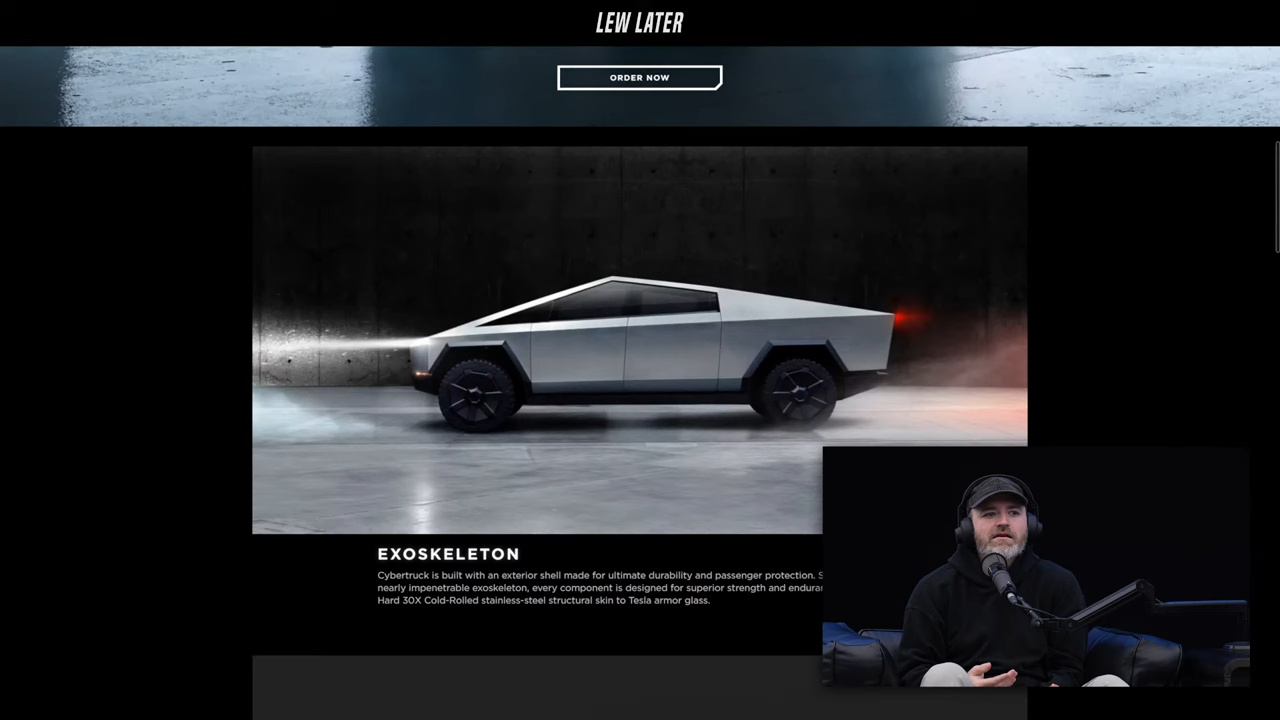 LEW LATER
ORDER NOW
EXOSKELETON
Cybertruck is built with an exterior shell made for ultimate durability and passenger protection. S
nearly impenetrable exoskeleton, every component is designed for superior strength and enduran
Hard 30X Cold-Rolled stainless-steel structural skin to Tesla armor glass.